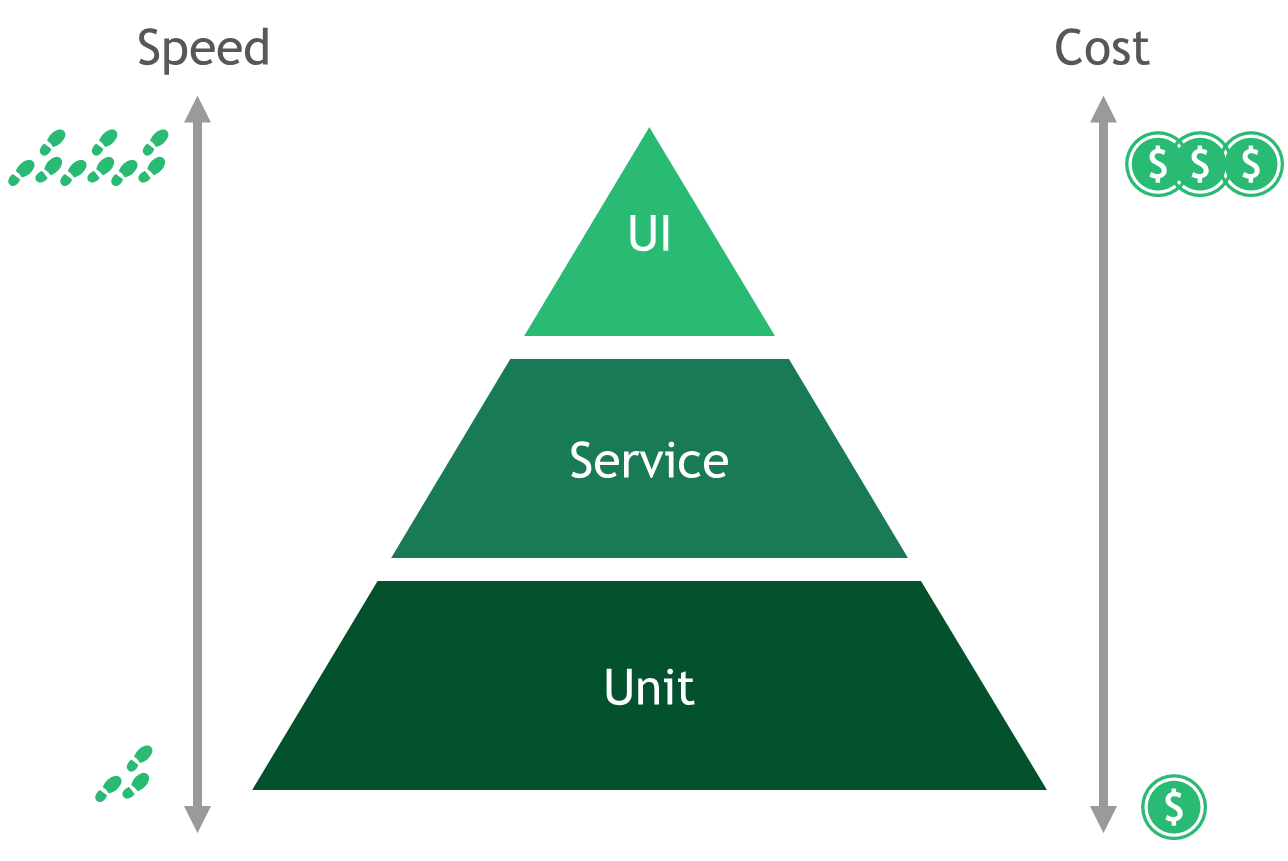 Speed
Cost
$ $ $
UI
Service
Unit
$